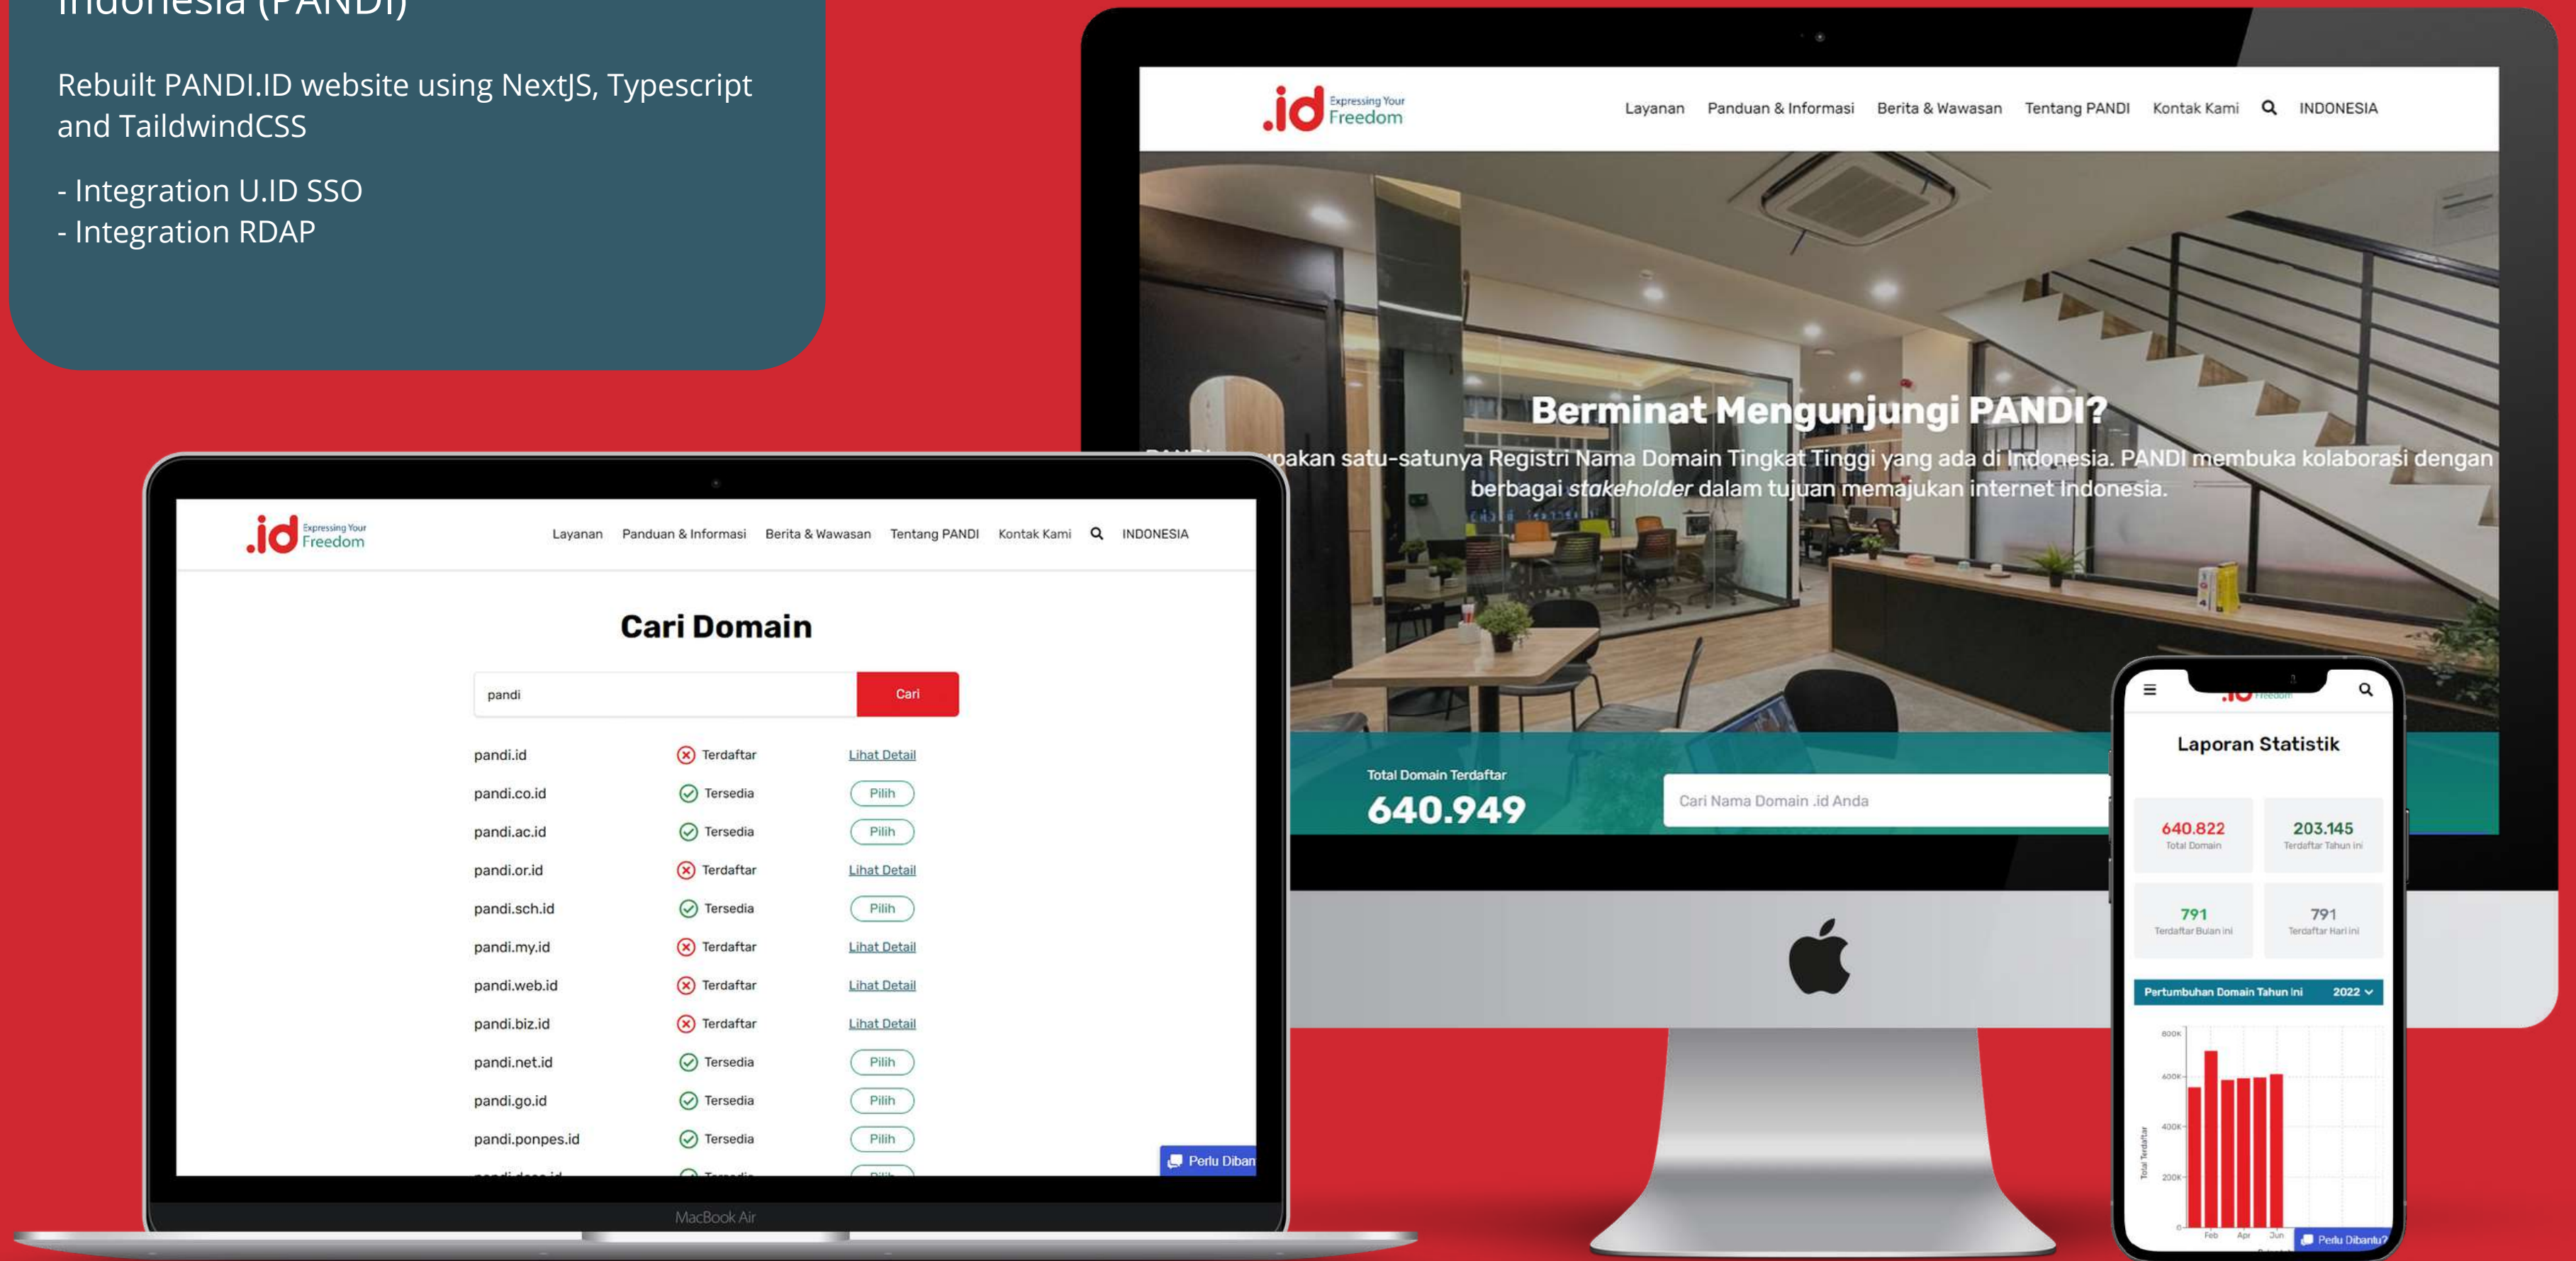 Indonesia (PANDI)
Rebuilt PANDI.ID website using NextJS, Typescript
and TaildwindCSS
- Integration U.ID SSO
- Integration RDAP
.id Expressing Your Freedom
Layanan Panduan & Informasi Berita & Wawasan Tentang PANDI Kontak Kami INDONESIA
Berminat Mengunjungi PANDI?
satu-satunya Registri Nama Domain Tingkat Tinggi yang ada di Indonesia. PANDI membuka kolaborasi dengan
berbagai stakeholder dalam tujuan memajukan internet Indonesia.
Total Domain Terdaftar
640.949
Cari Nama Domain .id Anda
.id Expressing Your Freedom
Layanan Panduan & Informasi Berita & Wawasan Tentang PANDI Kontak Kami INDONESIA
Cari Domain
pandi Cari
pandi.id Terdaftar Lihat Detail
pandi.co.id Tersedia Pilih
pandi.ac.id Tersedia Pilih
pandi.or.id Terdaftar Lihat Detail
pandi.sch.id Tersedia Pilih
pandi.my.id Terdaftar Lihat Detail
pandi.web.id Terdaftar Lihat Detail
pandi.biz.id Terdaftar Lihat Detail
pandi.net.id Tersedia Pilih
pandi.go.id Tersedia Pilih
pandi.ponpes.id Tersedia Pilih
Perlu Diban
MacBook Air
Freedom
Laporan Statistik
640.822 203.145
Total Domain Terdaftar Tahun ini
791 791
Terdaftar Bulan ini Terdaftar Hari ini
Pertumbuhan Domain Tahun Ini 2022
800K
600K
400K
200K
0
Total Terdaftar
Feb Apr Jun
Perlu Dibantu?